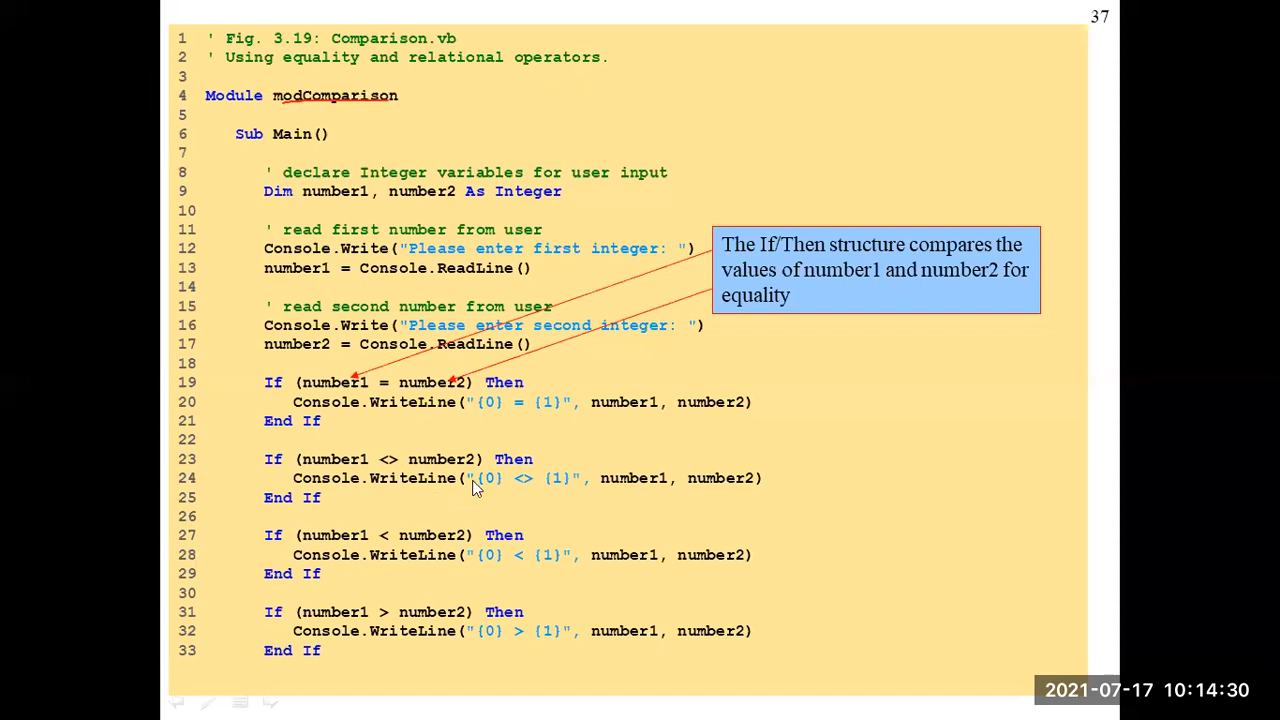 37
1 ' Fig. 3.19: Comparison.vb
2 ' Using equality and relational operators.
3
4 Module modComparison
5
6 Sub Main()
7
8 ' declare Integer variables for user input
9 Dim number1, number2 As Integer
10
11 ' read first number from user
12 Console.Write("Please enter first integer: ")
13 number1 = Console.ReadLine()
14
15 ' read second number from user
16 Console.Write("Please enter second integer: ")
17 number2 = Console.ReadLine()
18
19 If (number1 = number2) Then
20 Console.WriteLine("{0} = {1}", number1, number2)
21 End If
22
23 If (number1 <> number2) Then
24 Console.WriteLine("{0} <> {1}", number1, number2)
25 End If
26
27 If (number1 < number2) Then
28 Console.WriteLine("{0} < {1}", number1, number2)
29 End If
30
31 If (number1 > number2) Then
32 Console.WriteLine("{0} > {1}", number1, number2)
33 End If
The If/Then structure compares the
values of number1 and number2 for
equality
2021-07-17 10:14:30